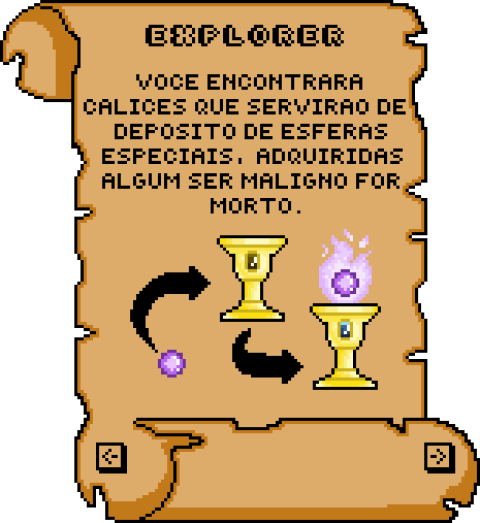 EXPLORER
VOCE ENCONTRARA
CALICES QUE SERVIRAO DE
DEPOSITO DE ESFERAS
ESPECIAIS, ADQUIRIDAS
ALGUM SER MALIGNO FOR
MORTO.
<- ->